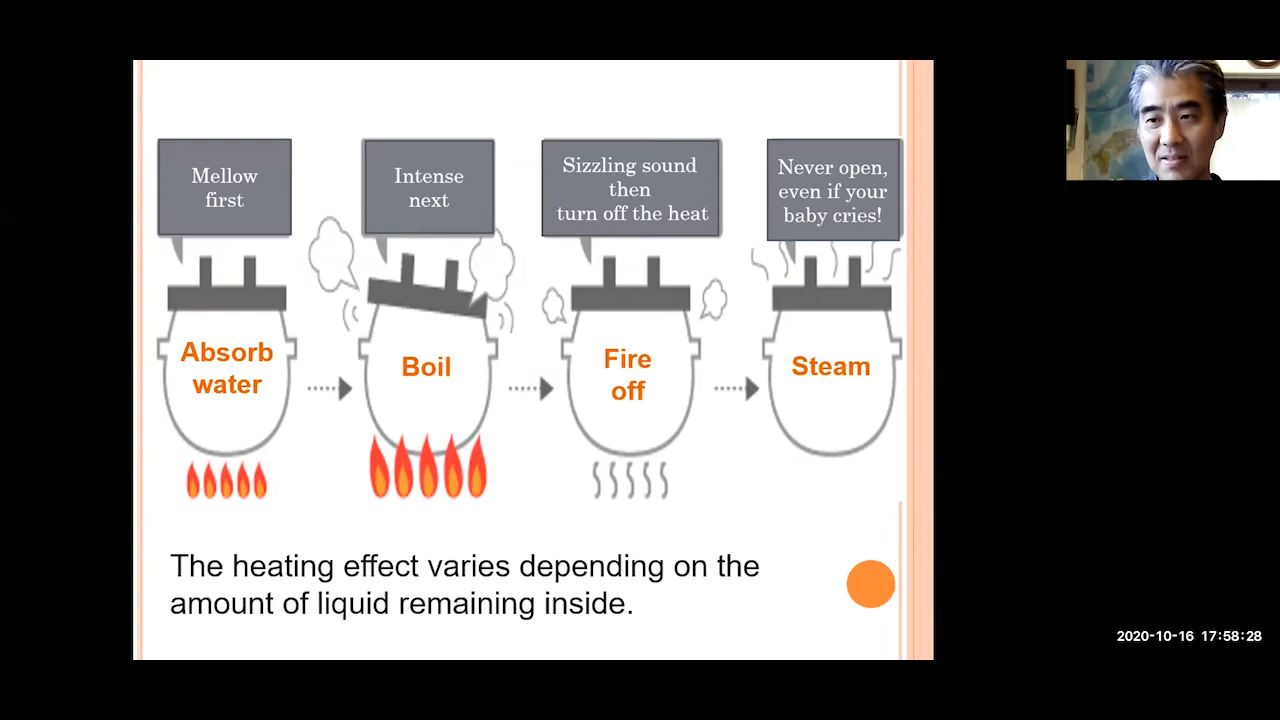 Mellow
first
Intense
next
Sizzling sound
then
turn off the heat
Never open,
even if your
baby cries!
Absorb
water
Boil
Fire
off
Steam
The heating effect varies depending on the
amount of liquid remaining inside.
2020-10-16 17:58:28